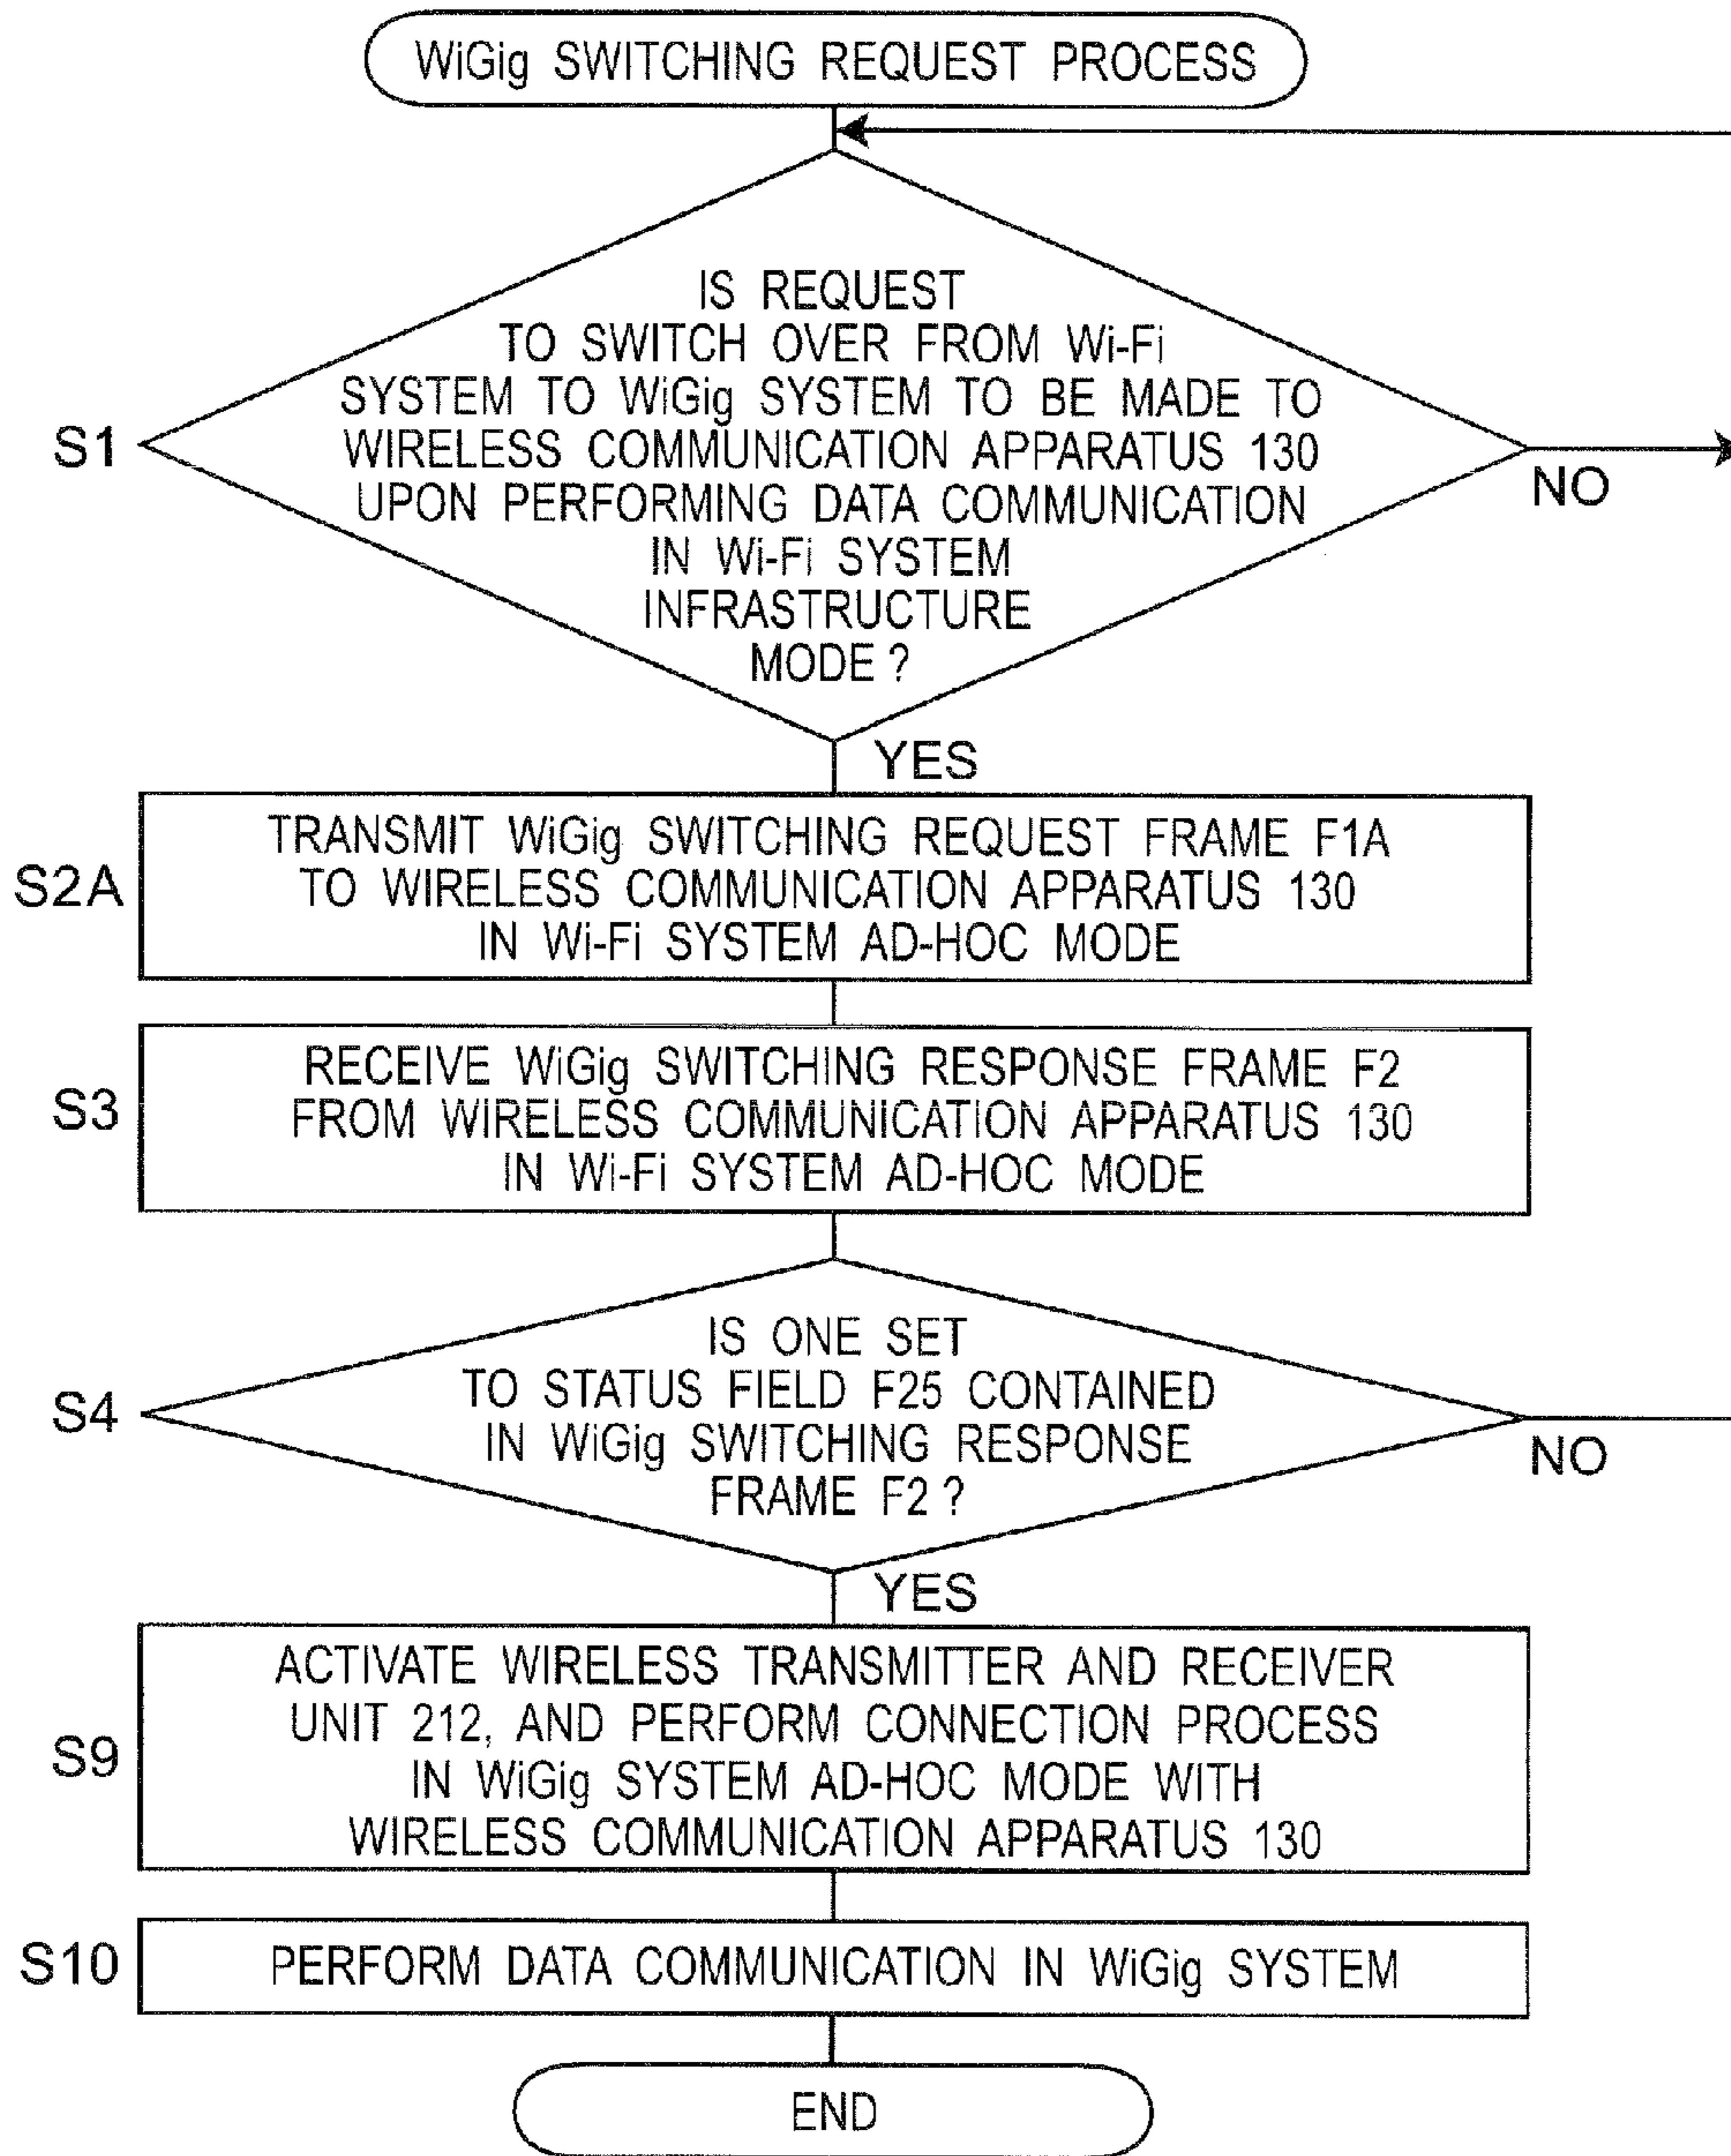 WiGig SWITCHING REQUEST PROCESS
IS REQUEST
TO SWITCH OVER FROM Wi-Fi
SYSTEM TO WiGig SYSTEM TO BE MADE TO
WIRELESS COMMUNICATION APPARATUS 130
UPON PERFORMING DATA COMMUNICATION
IN Wi-Fi SYSTEM
INFRASTRUCTURE
MODE ?
S1
NO
YES
S2A
TRANSMIT WiGig SWITCHING REQUEST FRAME F1A
TO WIRELESS COMMUNICATION APPARATUS 130
IN Wi-Fi SYSTEM AD-HOC MODE
S3
RECEIVE WiGig SWITCHING RESPONSE FRAME F2
FROM WIRELESS COMMUNICATION APPARATUS 130
IN Wi-Fi SYSTEM AD-HOC MODE
S4
IS ONE SET
TO STATUS FIELD F25 CONTAINED
IN WiGig SWITCHING RESPONSE
FRAME F2 ?
NO
YES
S9
ACTIVATE WIRELESS TRANSMITTER AND RECEIVER
UNIT 212, AND PERFORM CONNECTION PROCESS
IN WiGig SYSTEM AD-HOC MODE WITH
WIRELESS COMMUNICATION APPARATUS 130
S10
PERFORM DATA COMMUNICATION IN WiGig SYSTEM
END